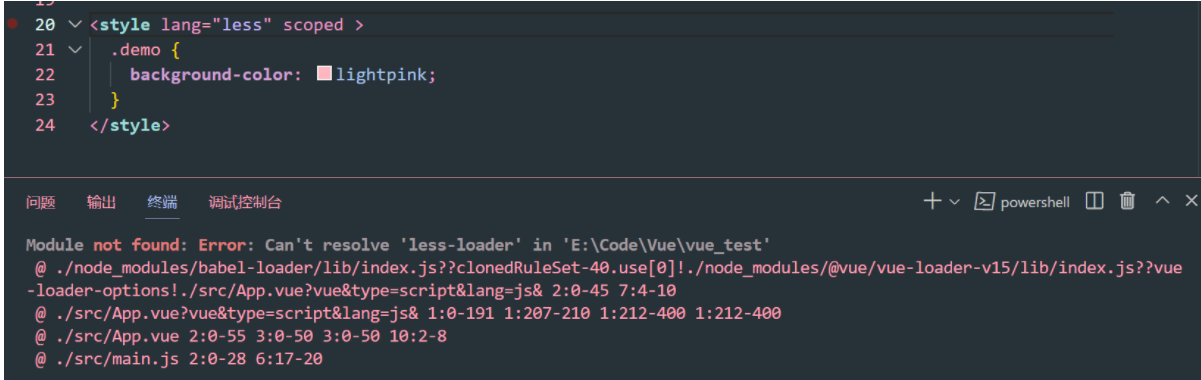 20 <style lang="less" scoped >
21 .demo {
22 background-color: lightpink;
23 }
24 </style>
问题 输出 终端 调试控制台 powershell
Module not found: Error: Can't resolve 'less-loader' in 'E:\Code\Vue\vue_test'
@ ./node_modules/babel-loader/lib/index.js??clonedRuleSet-40.use[0]!./node_modules/@vue/vue-loader-v15/lib/index.js??vue
-loader-options!./src/App.vue?vue&type=script&lang=js& 2:0-45 7:4-10
@ ./src/App.vue?vue&type=script&lang=js& 1:0-191 1:207-210 1:212-400 1:212-400
@ ./src/App.vue 2:0-55 3:0-50 3:0-50 10:2-8
@ ./src/main.js 2:0-28 6:17-20